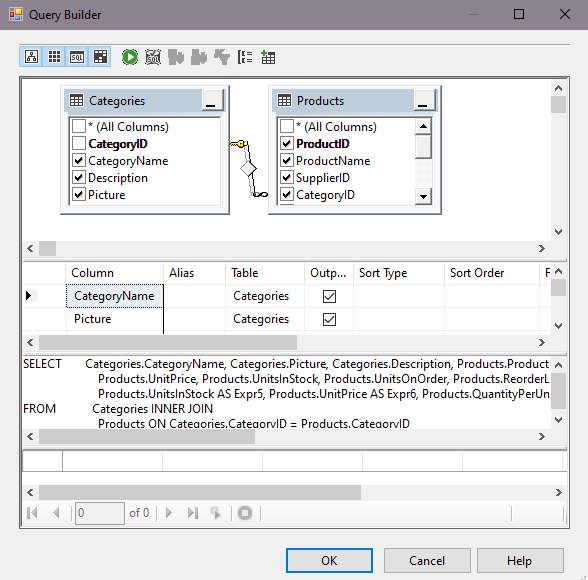 Query Builder
SQL
Categories
Products
* (All Columns)
CategoryID
CategoryName
Description
Picture
* (All Columns)
ProductID
ProductName
SupplierID
CategoryID
Column Alias Table Outp... Sort Type Sort Order F
CategoryName Categories
Picture Categories
SELECT Categories.CategoryName, Categories.Picture, Categories.Description, Products.Product
Products.UnitPrice, Products.UnitsInStock, Products.UnitsOnOrder, Products.ReorderL
Products.UnitsInStock AS Expr5, Products.UnitPrice AS Expr6, Products.QuantityPerUn
FROM Categories INNER JOIN
Products ON Categories.CategoryID = Products.CategoryID
0 of 0
OK Cancel Help